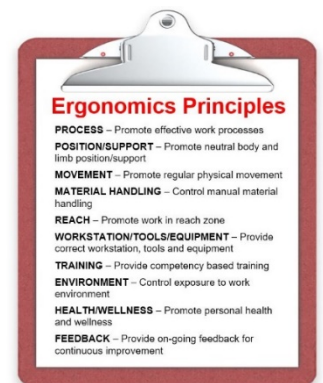 Ergonomics Principles
PROCESS – Promote effective work processes
POSITION/SUPPORT – Promote neutral body and
limb position/support
MOVEMENT – Promote regular physical movement
MATERIAL HANDLING – Control manual material
handling
REACH – Promote work in reach zone
WORKSTATION/TOOLS/EQUIPMENT – Provide
correct workstation, tools and equipment
TRAINING – Provide competency based training
ENVIRONMENT – Control exposure to work
environment
HEALTH/WELLNESS – Promote personal health
and wellness
FEEDBACK – Provide on-going feedback for
continuous improvement